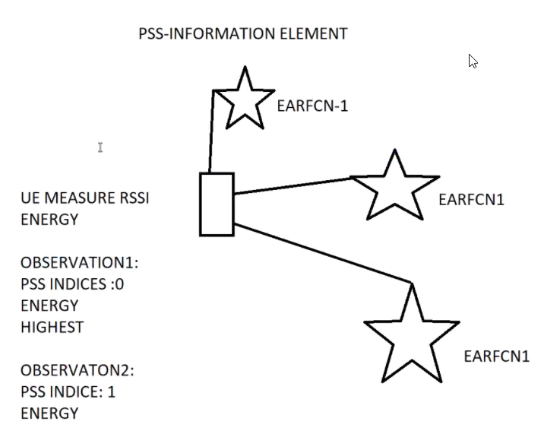 PSS-INFORMATION ELEMENT
EARFCN-1
EARFCN1
UE MEASURE RSSI
ENERGY
OBSERVATION1:
PSS INDICES :0
ENERGY
HIGHEST
EARFCN1
OBSERVATON2:
PSS INDICE: 1
ENERGY